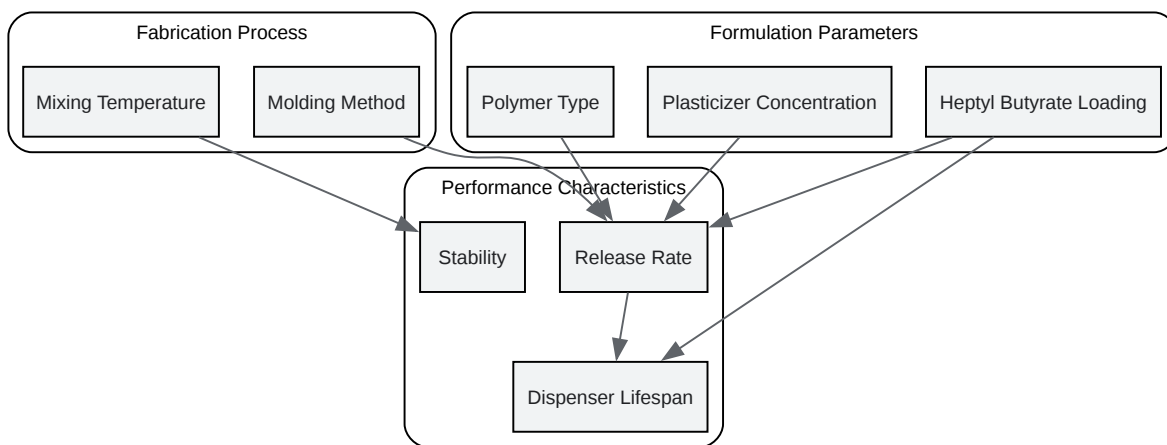 Fabrication Process
Mixing Temperature
Molding Method
Formulation Parameters
Polymer Type
Plasticizer Concentration
Heptyl Butyrate Loading
Performance Characteristics
Stability
Release Rate
Dispenser Lifespan